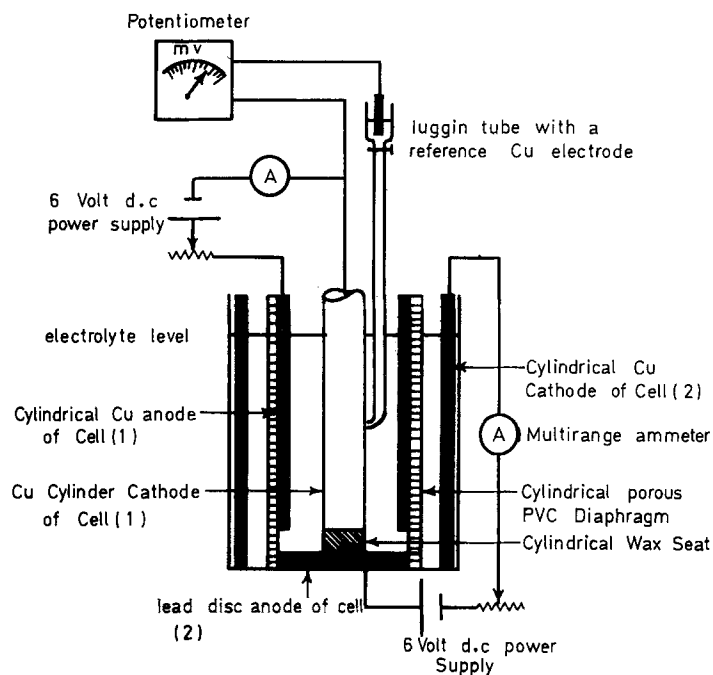 Potentiometer
mv
luggin tube with a
reference Cu electrode
A
6 Volt d.c
power supply
electrolyte level
Cylindrical Cu
Cathode of Cell(2)
Cylindrical Cu anode
of Cell(1)
A
Multirange ammeter
Cu Cylinder Cathode
of Cell(1)
Cylindrical porous
PVC Diaphragm
Cylindrical Wax Seat
lead disc anode of cell
(2)
6 Volt d.c power
Supply